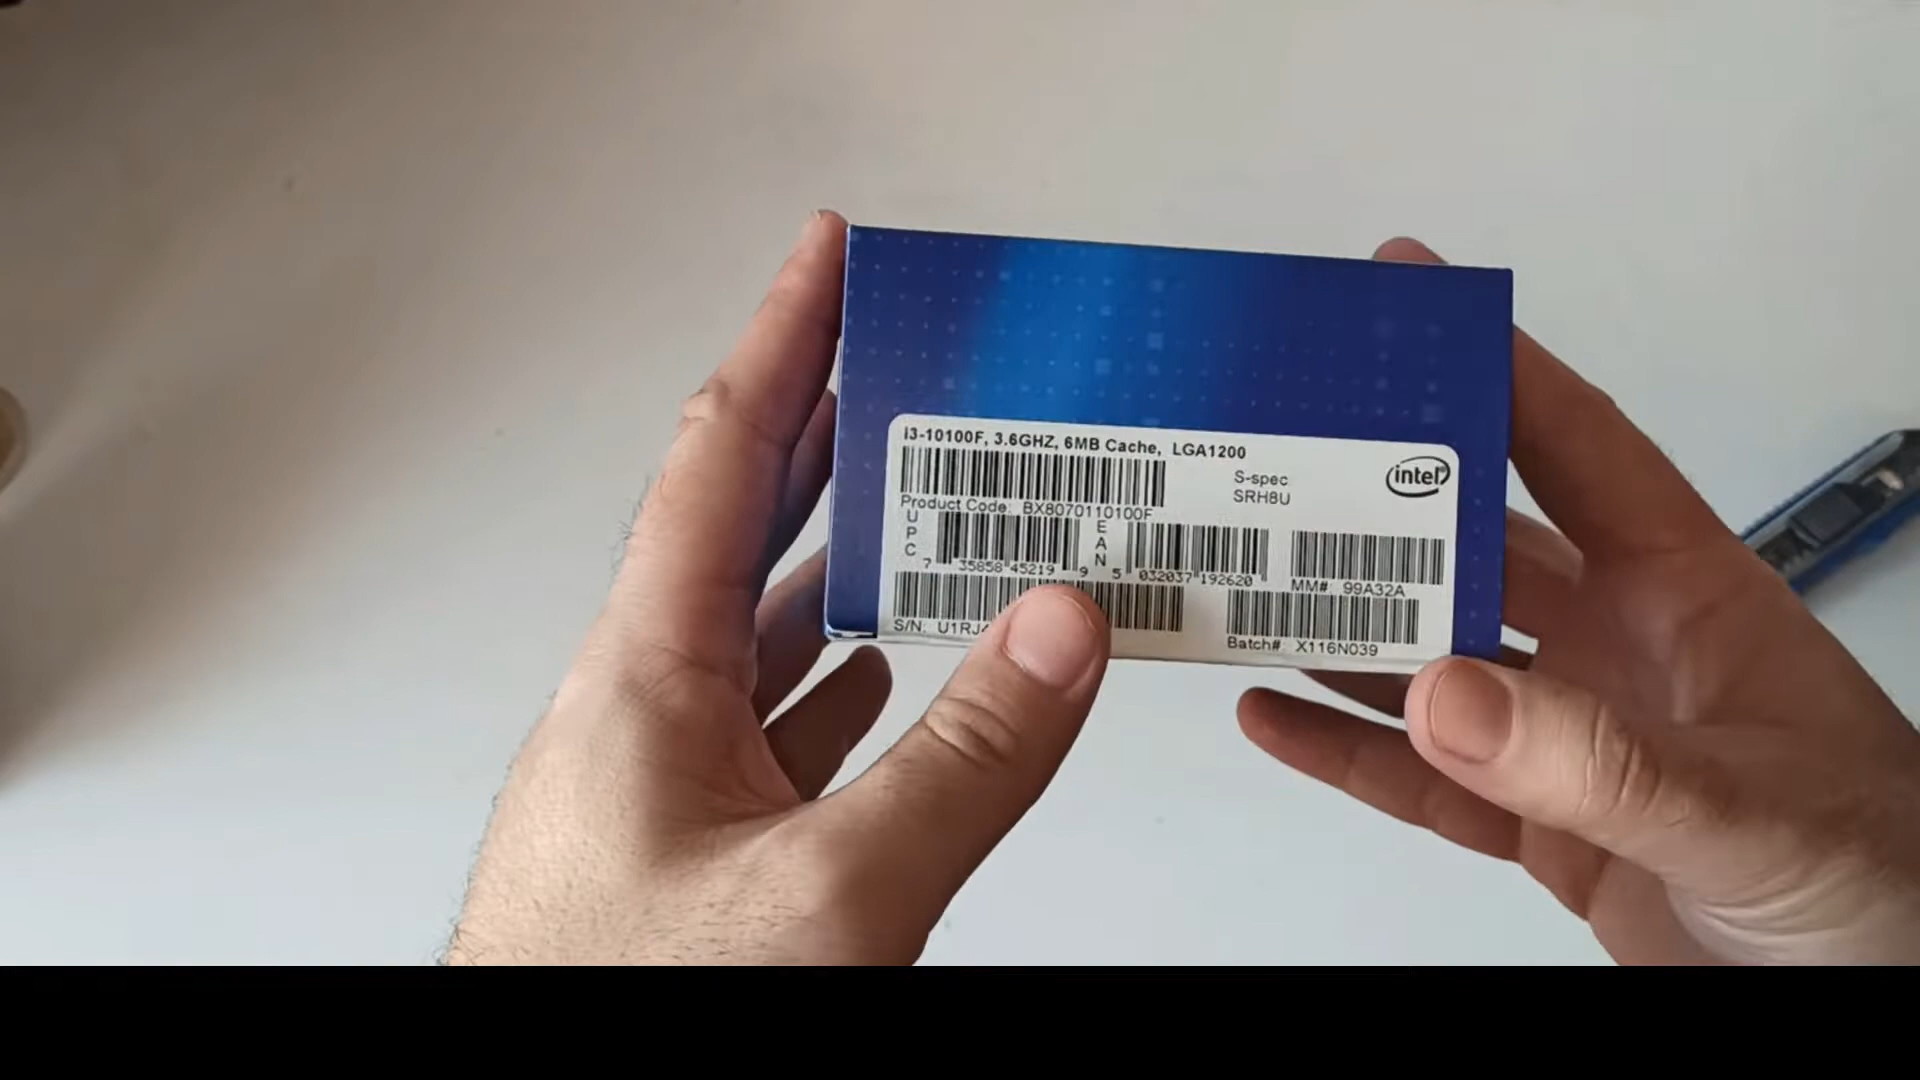 i3-10100F, 3.6GHZ, 6MB Cache, LGA1200
S-spec
SRH8U
intel
Product Code: BX8070110100F
UPC
7 35858 45219 9
EAN
5 032037 192620
MM#: 99A32A
S/N: U1RJ
Batch#: X116N039